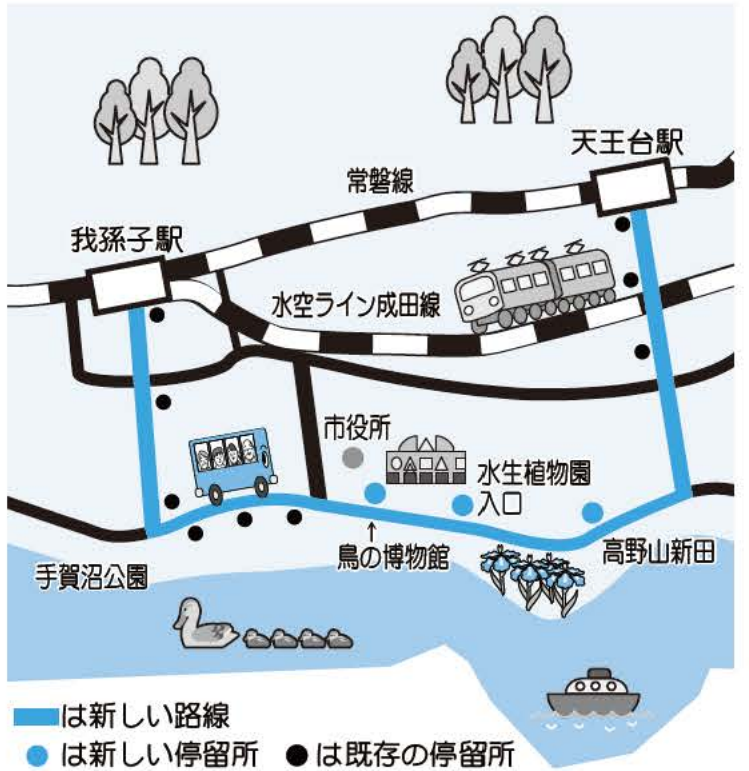 天王台駅
常磐線
我孫子駅
水空ライン成田線
市役所
水生植物園
入口
鳥の博物館
高野山新田
手賀沼公園
は新しい路線
は新しい停留所
は既存の停留所